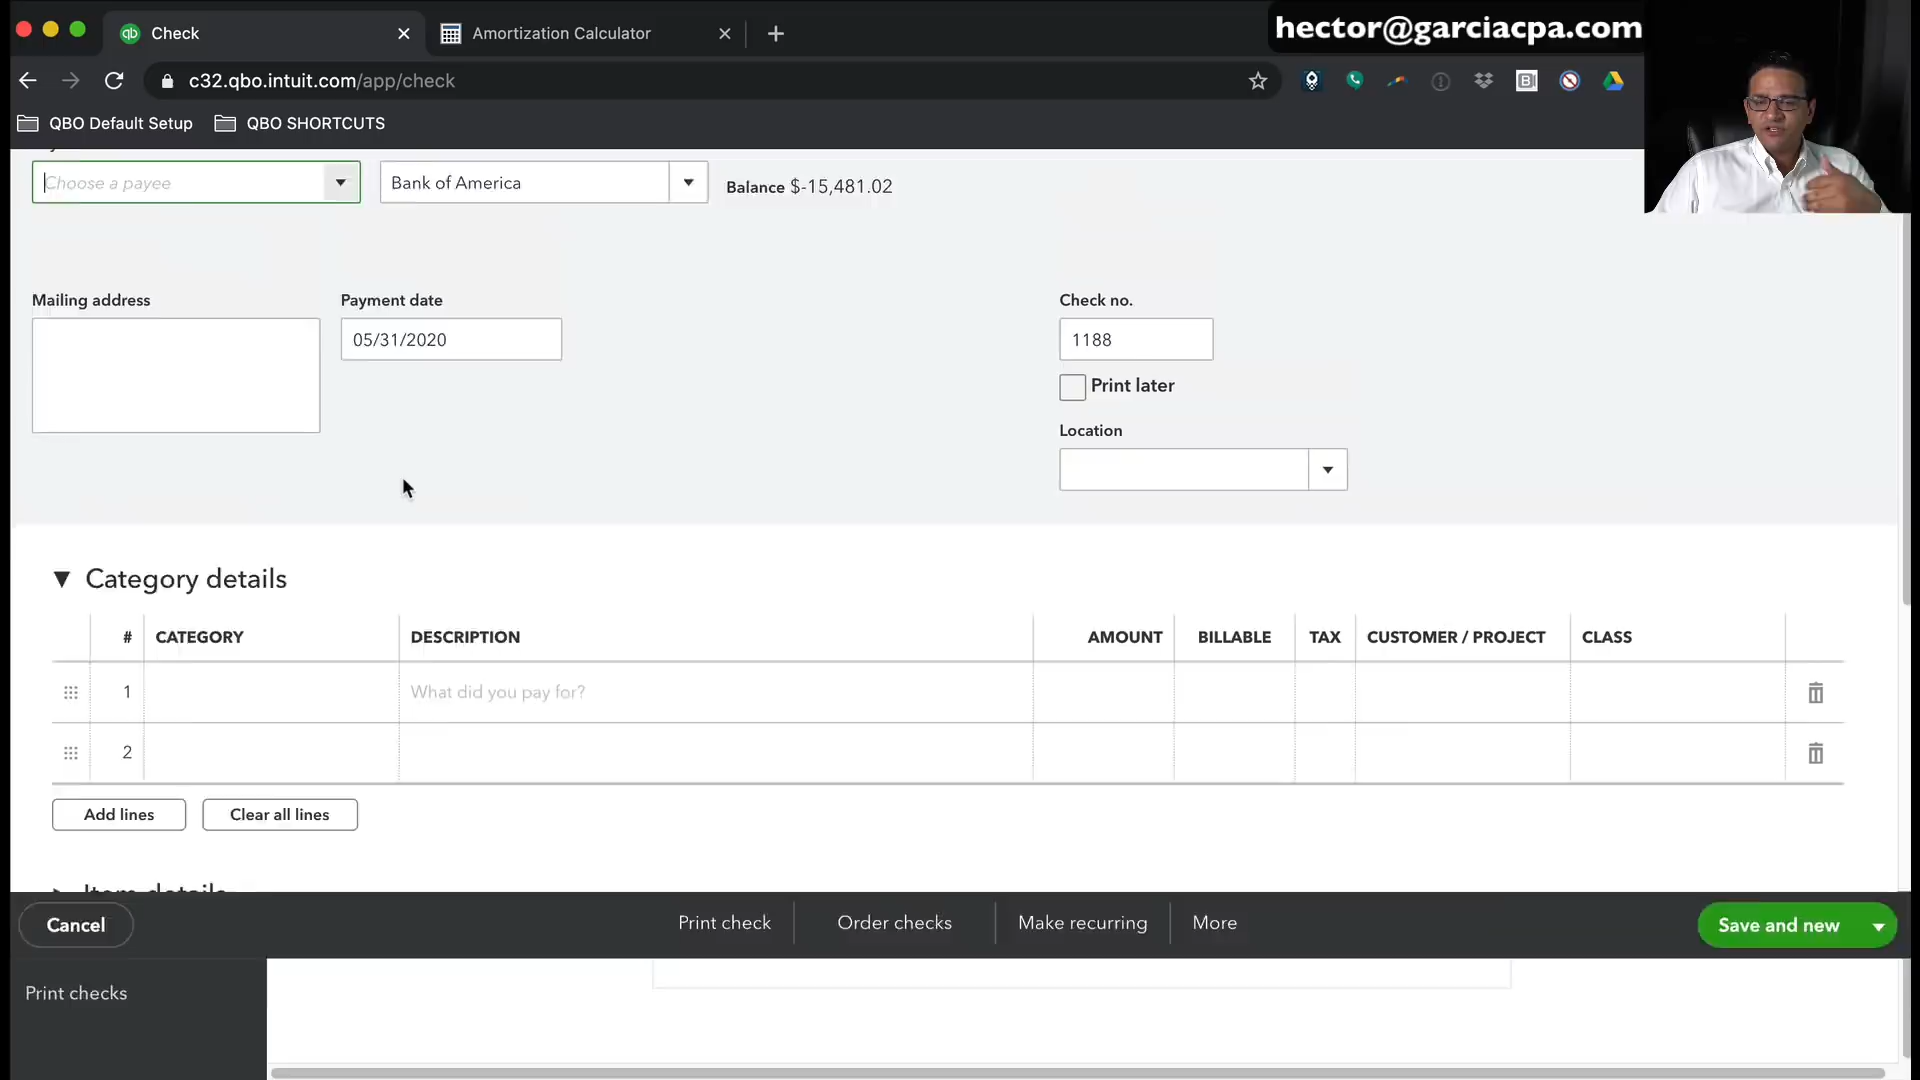 Check
Amortization Calculator
hector@garciacpa.com
c32.qbo.intuit.com/app/check
QBO Default Setup
QBO SHORTCUTS
Choose a payee
Bank of America
Balance $-15,481.02
Mailing address
Payment date
Check no.
05/31/2020
1188
Print later
Location
Category details
# CATEGORY DESCRIPTION AMOUNT BILLABLE TAX CUSTOMER / PROJECT CLASS
1 What did you pay for?
2
Add lines
Clear all lines
Item details
Cancel
Print check
Order checks
Make recurring
More
Save and new
Print checks